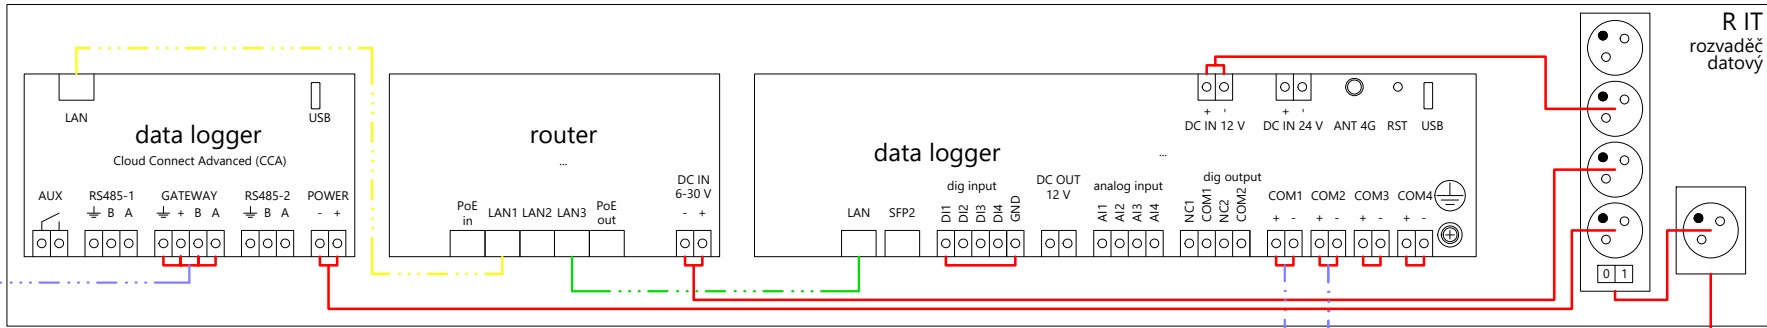 R IT
rozvaděč
datový
LAN
USB
data logger
Cloud Connect Advanced (CCA)
AUX
RS485-1
GATEWAY
RS485-2
POWER
B A
+ B A
B A
- +
router
...
DC IN
6-30 V
- +
PoE
in
LAN1
LAN2
LAN3
PoE
out
data logger
...
+ -
DC IN 12 V
+ -
DC IN 24 V
ANT 4G
RST
USB
LAN
SFP2
dig input
DI1
DI2
DI3
DI4
GND
DC OUT
12 V
analog input
AI1
AI2
AI3
AI4
dig output
NC1
COM1
NC2
COM2
COM1
+ -
COM2
+ -
COM3
+ -
COM4
+ -
0 1